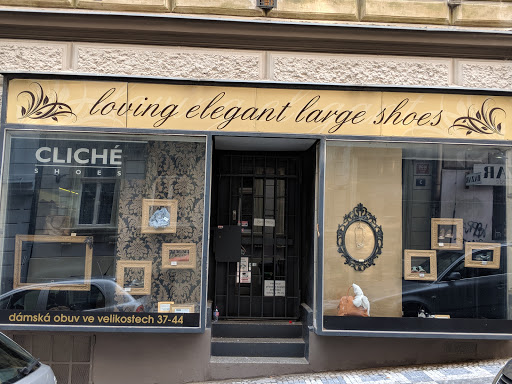 loving elegant large shoes
CLICHÉ
SHOES
dámská obuv ve velikostech 37-44